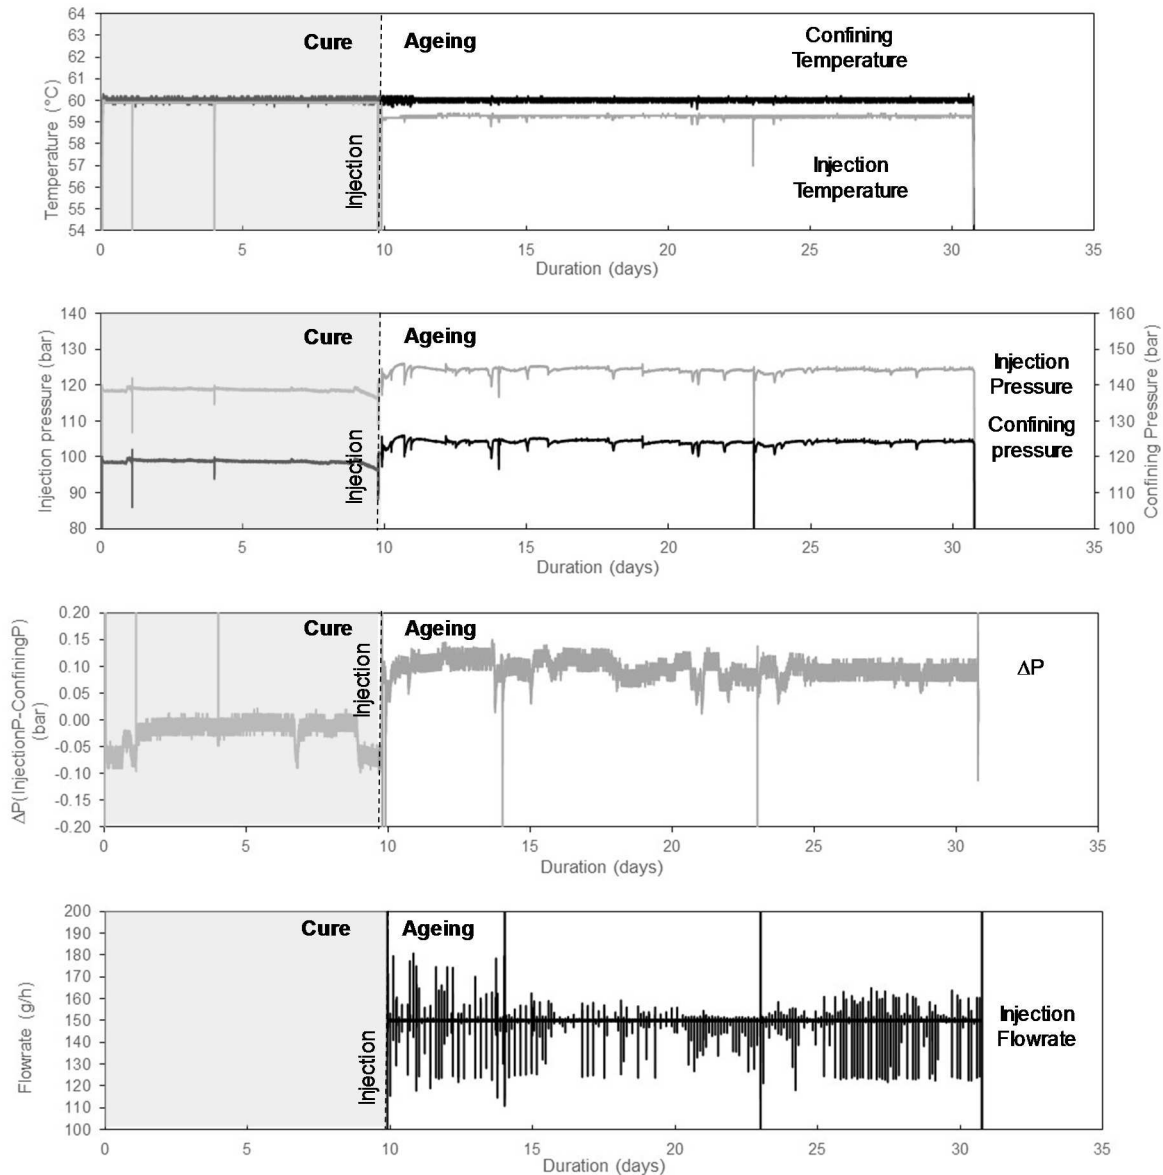 64
63
62
61
60
59
58
57
56
55
54
Temperature (°C)
Cure
Ageing
Injection
Confining
Temperature
Injection
Temperature
0 5 10 15 20 25 30 35
Duration (days)
140
130
120
110
100
90
80
Injection pressure (bar)
Cure
Ageing
Injection
Injection
Pressure
Confining
pressure
160
150
140
130
120
110
100
Confining Pressure (bar)
0 5 10 15 20 25 30 35
Duration (days)
0.20
0.15
0.10
0.05
0.00
-0.05
-0.10
-0.15
-0.20
ΔP(InjectionP-ConfiningP)
(bar)
Cure
Ageing
Injection
ΔP
0 5 10 15 20 25 30 35
Duration (days)
200
190
180
170
160
150
140
130
120
110
100
Flowrate (g/h)
Cure
Ageing
Injection
Injection
Flowrate
0 5 10 15 20 25 30 35
Duration (days)